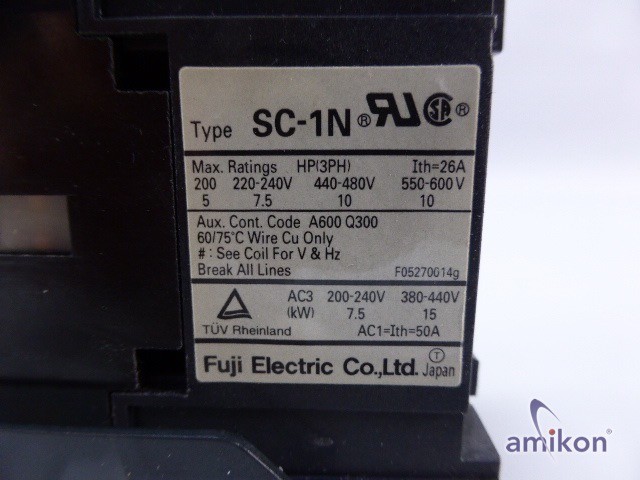 Type SC-1N ® RU ® SA ®
Max. Ratings HP(3PH) Ith=26A
200 220-240V 440-480V 550-600V
5 7.5 10 10
Aux. Cont. Code A600 Q300
60/75°C Wire Cu Only
#: See Coil For V & Hz
Break All Lines F05270014g
AC3 200-240V 380-440V
(kW) 7.5 15
TÜV Rheinland AC1=Ith=50A
Fuji Electric Co.,Ltd. Ⓣ Japan
amikon®